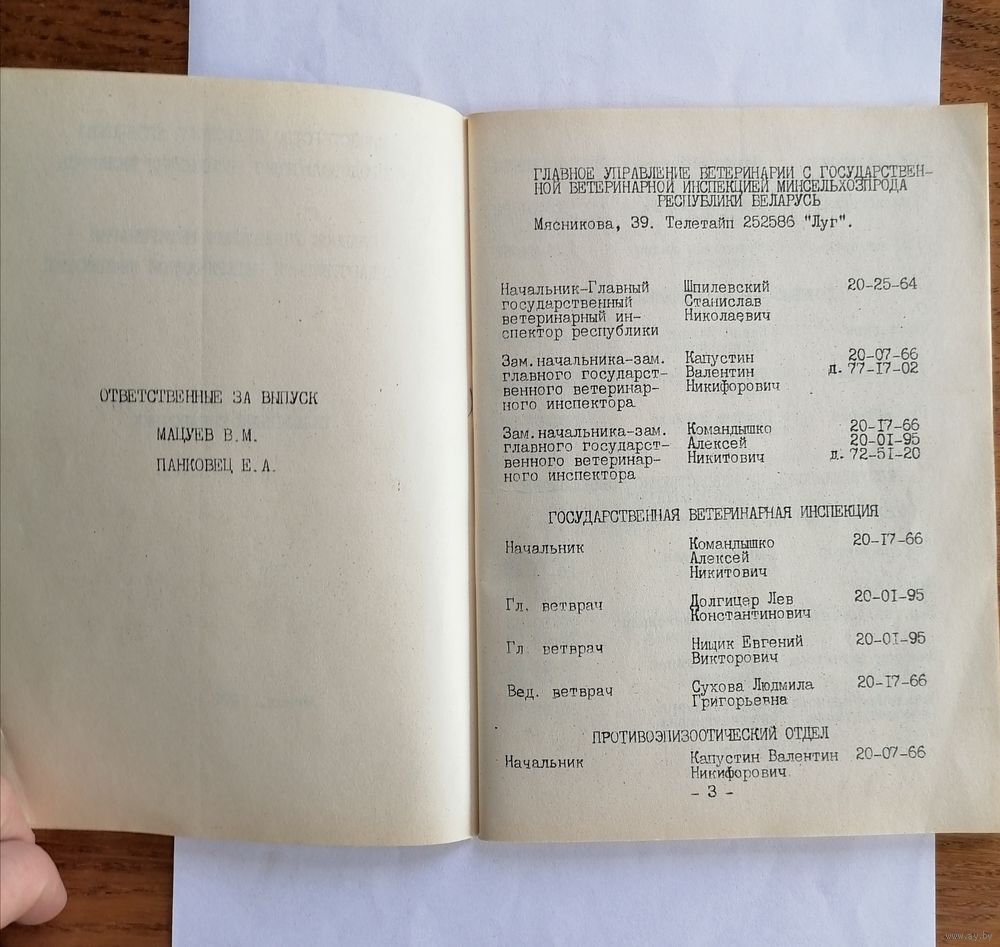 ОТВЕТСТВЕННЫЕ ЗА ВЫПУСК
МАЦУЕВ В.М.
ПАНКОВЕЦ Е.А.
ГЛАВНОЕ УПРАВЛЕНИЕ ВЕТЕРИНАРИИ С ГОСУДАРСТВЕН-
НОЙ ВЕТЕРИНАРНОЙ ИНСПЕКЦИЕЙ МИНСЕЛЬХОЗПРОДА
РЕСПУБЛИКИ БЕЛАРУСЬ
Мясникова, 39. Телетайп 252586 "Луг".
Начальник-Главный Шпилевский 20-25-64
государственный Станислав
ветеринарный ин- Николаевич
спектор республики
Зам.начальника-зам. Капустин 20-07-66
главного государст- Валентин д. 77-17-02
венного ветеринар- Никифорович
ного инспектора
Зам.начальника-зам. Командышко 20-17-66
главного государст- Алексей 20-01-95
венного ветеринар- Никитович д. 72-51-20
ного инспектора
ГОСУДАРСТВЕННАЯ ВЕТЕРИНАРНАЯ ИНСПЕКЦИЯ
Начальник Командышко 20-17-66
Алексей
Никитович
Гл. ветврач Долгицер Лев 20-01-95
Константинович
Гл ветврач Нищик Евгений 20-01-95
Викторович
Вед. ветврач Сухова Людмила 20-17-66
Григорьевна
ПРОТИВОЭПИЗООТИЧЕСКИЙ ОТДЕЛ
Начальник Капустин Валентин 20-07-66
Никифорович
- 3 -
www.ay.by